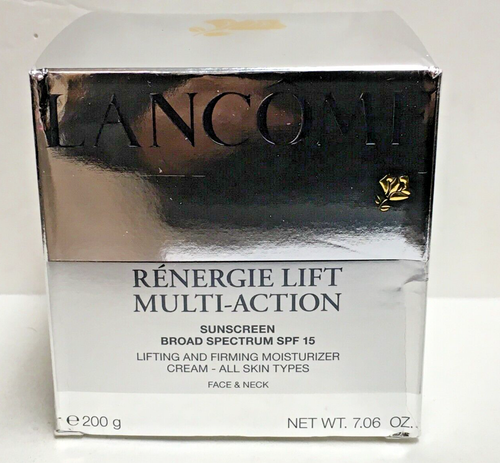 LANCÔME
RÉNERGIE LIFT
MULTI-ACTION
SUNSCREEN
BROAD SPECTRUM SPF 15
LIFTING AND FIRMING MOISTURIZER
CREAM - ALL SKIN TYPES
FACE & NECK
℮ 200 g NET WT. 7.06 OZ.